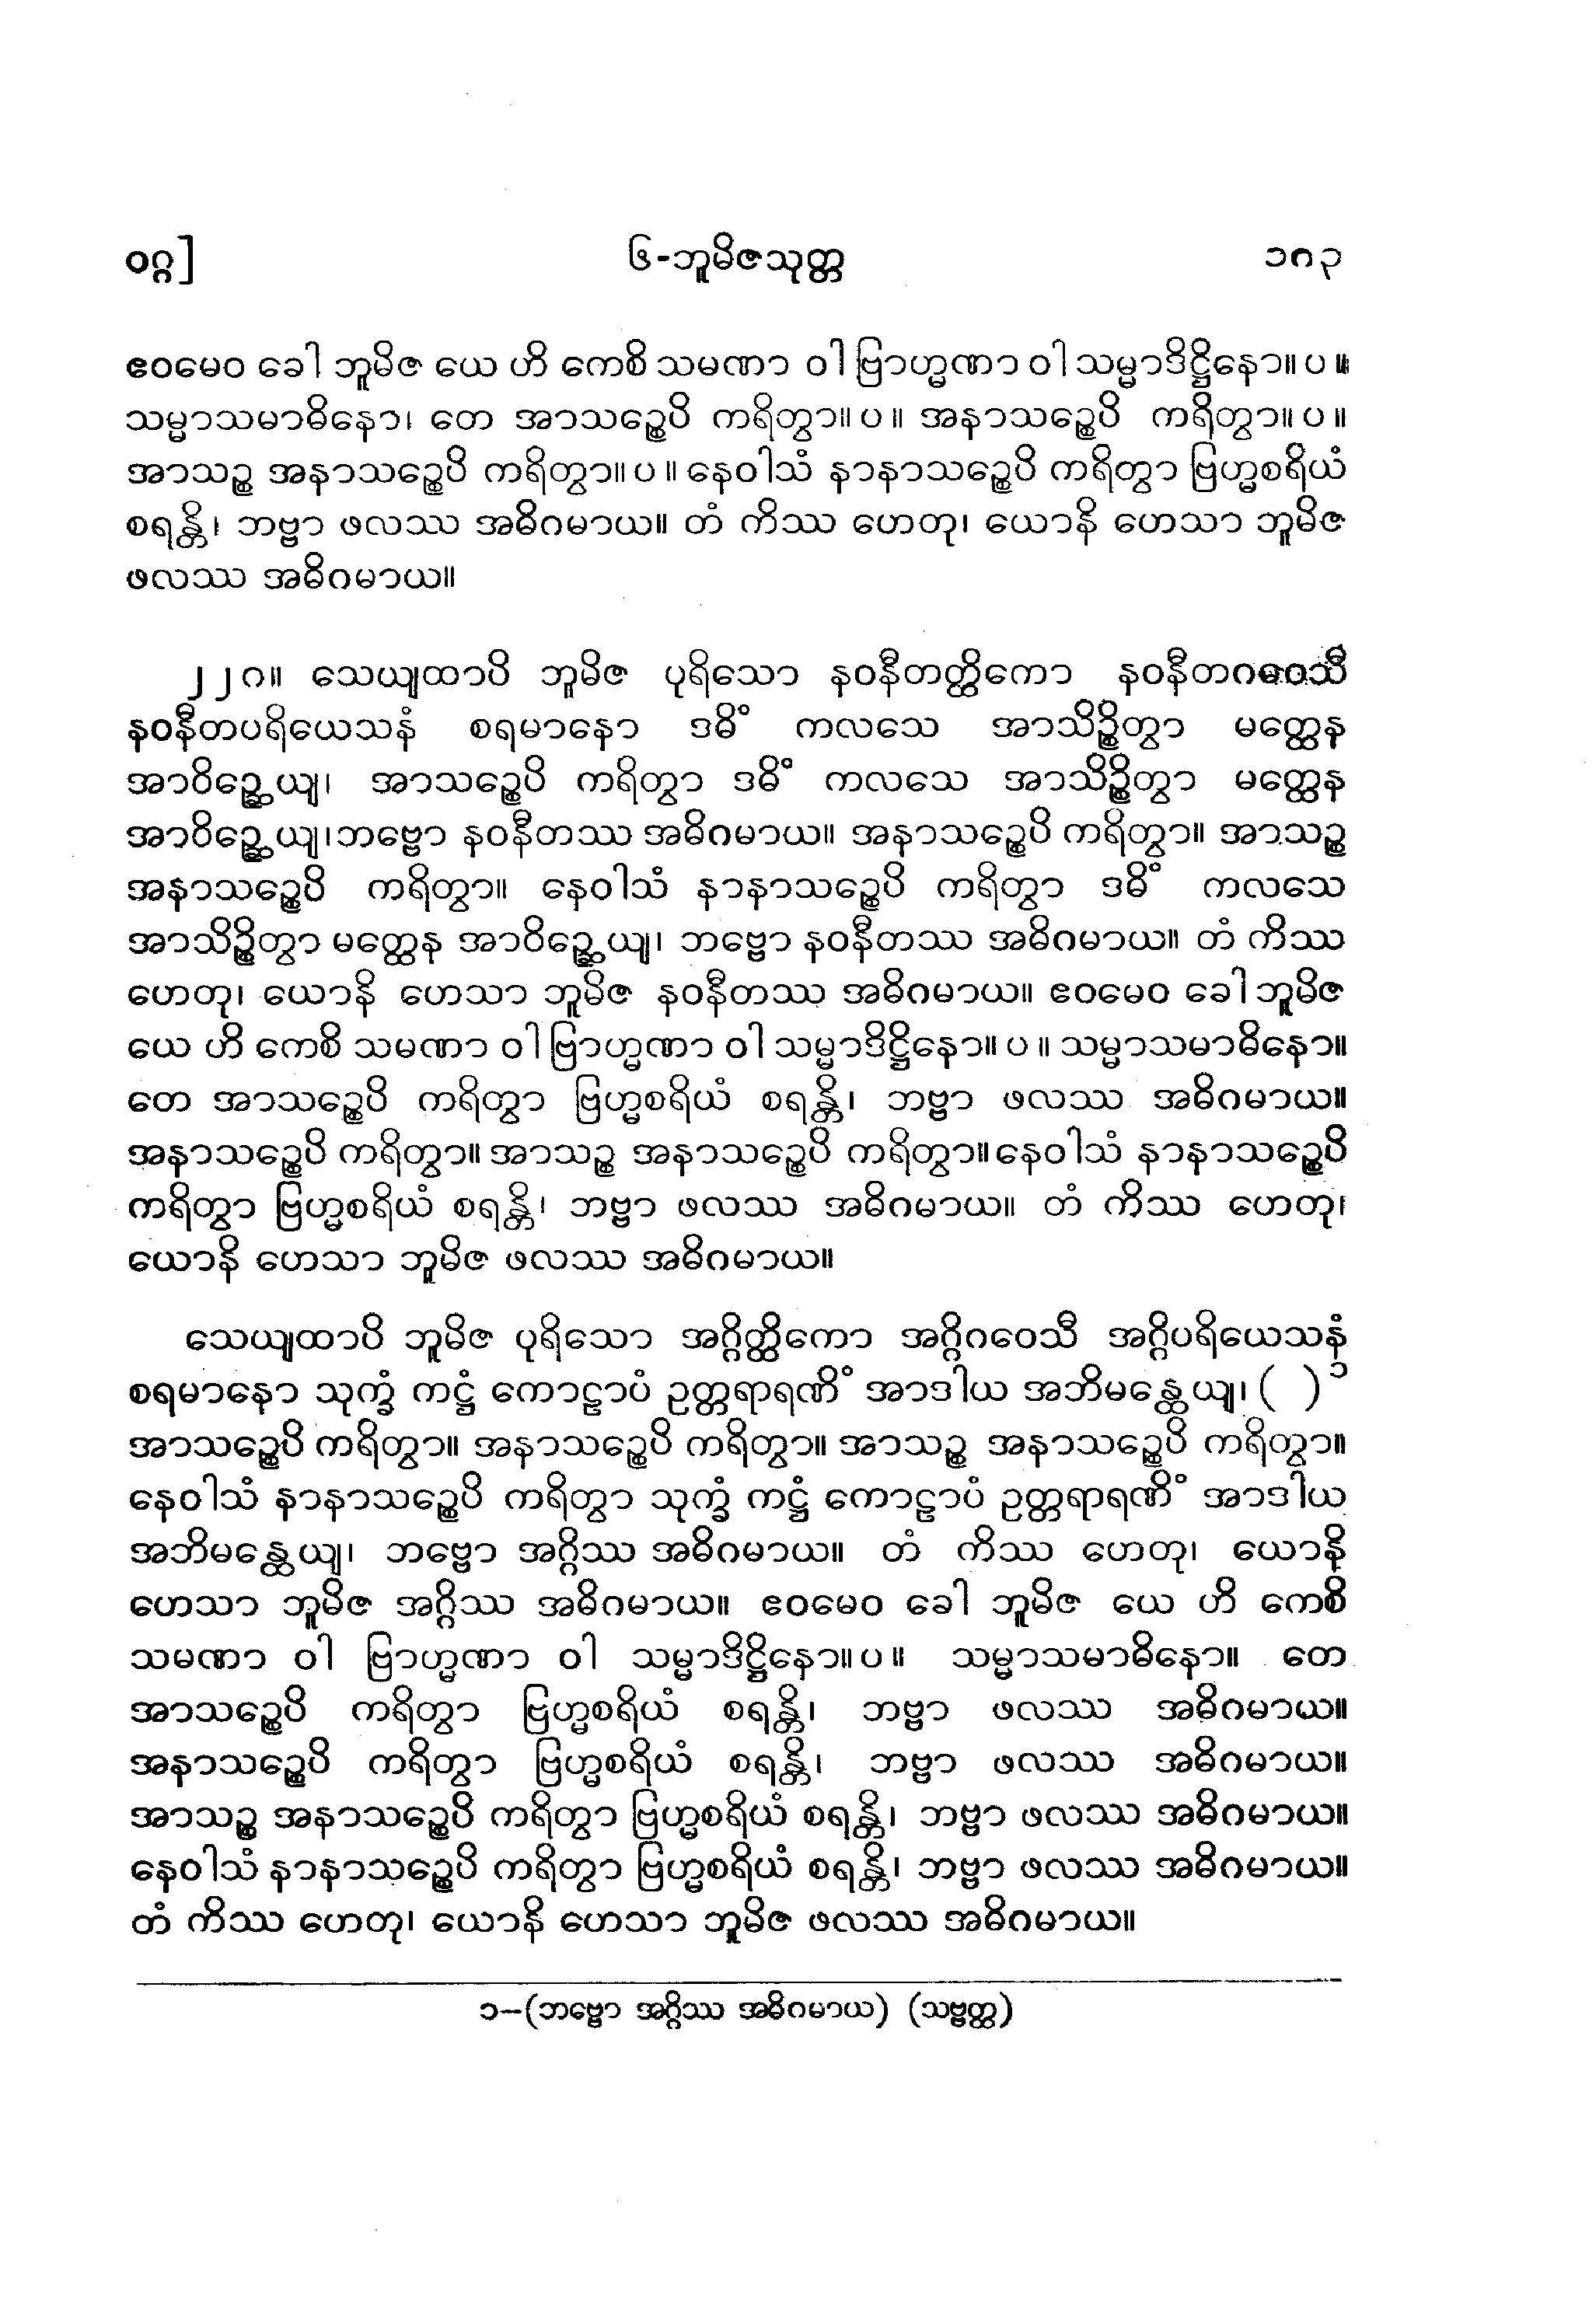 ဝဂ္ဂ]	၆-ဘူမိဇသုတ္တ	၁၈၃
ဧဝမေဝ ခေါ ဘူမိဇ ယေ ဟိ ကေစိ သမဏာ ဝါ ဗြာဟ္မဏာ ဝါ သမ္မာဒိဋ္ဌိနော။ ပ ။
သမ္မာသမာဓိနော၊ တေ အာသဉ္စေပိ ကရိတွာ။ ပ ။ အနာသဉ္စေပိ ကရိတွာ။ ပ ။
အာသဉ္စ အနာသဉ္စေပိ ကရိတွာ။ ပ ။ နေဝါသံ နာနာသဉ္စေပိ ကရိတွာ ဗြဟ္မစရိယံ
စရန္တိ၊ ဘဗ္ဗာ ဖလဿ အဓိဂမာယ။ တံ ကိဿ ဟေတု၊ ယောနိ ဟေသာ ဘူမိဇ
ဖလဿ အဓိဂမာယ။
၂၂၈။ သေယျထာပိ ဘူမိဇ ပုရိသော နဝနီတတ္ထိကော နဝနီတဂဝေသီ
နဝနီတပရိယေသနံ စရမာနော ဒဓိံ ကလသေ အာသိဉ္စိတွာ မတ္ထေန
အာဝိဉ္ဆေယျ၊ အာသဉ္စေပိ ကရိတွာ ဒဓိံ ကလသေ အာသိဉ္စိတွာ မတ္ထေန
အာဝိဉ္ဆေယျ၊ဘဗ္ဗော နဝနီတဿ အဓိဂမာယ။ အနာသဉ္စေပိ ကရိတွာ။ အာသဉ္စ
အနာသဉ္စေပိ ကရိတွာ။ နေဝါသံ နာနာသဉ္စေပိ ကရိတွာ ဒဓိံ ကလသေ
အာသိဉ္စိတွာ မတ္ထေန အာဝိဉ္ဆေယျ၊ ဘဗ္ဗော နဝနီတဿ အဓိဂမာယ။ တံ ကိဿ
ဟေတု၊ ယောနိ ဟေသာ ဘူမိဇ နဝနီတဿ အဓိဂမာယ။ ဧဝမေဝ ခေါ ဘူမိဇ
ယေ ဟိ ကေစိ သမဏာ ဝါ ဗြာဟ္မဏာ ဝါ သမ္မာဒိဋ္ဌိနော။ ပ ။ သမ္မာသမာဓိနော။
တေ အာသဉ္စေပိ ကရိတွာ ဗြဟ္မစရိယံ စရန္တိ၊ ဘဗ္ဗာ ဖလဿ အဓိဂမာယ။
အနာသဉ္စေပိ ကရိတွာ။ အာသဉ္စ အနာသဉ္စေပိ ကရိတွာ။ နေဝါသံ နာနာသဉ္စေပိ
ကရိတွာ ဗြဟ္မစရိယံ စရန္တိ၊ ဘဗ္ဗာ ဖလဿ အဓိဂမာယ။ တံ ကိဿ ဟေတု၊
ယောနိ ဟေသာ ဘူမိဇ ဖလဿ အဓိဂမာယ။
သေယျထာပိ ဘူမိဇ ပုရိသော အဂ္ဂိတ္ထိကော အဂ္ဂိဂဝေသီ အဂ္ဂိပရိယေသနံ
စရမာနော သုက္ခံ ကဋ္ဌံ ကောဠာပံ ဥတ္တရာရဏိံ အာဒါယ အဘိမန္ထေယျ၊ ( )၁
အာသဉ္စေပိ ကရိတွာ။ အနာသဉ္စေပိ ကရိတွာ။ အာသဉ္စ အနာသဉ္စေပိ ကရိတွာ။
နေဝါသံ နာနာသဉ္စေပိ ကရိတွာ သုက္ခံ ကဋ္ဌံ ကောဠာပံ ဥတ္တရာရဏိံ အာဒါယ
အဘိမန္ထေယျ၊ ဘဗ္ဗော အဂ္ဂိဿ အဓိဂမာယ။ တံ ကိဿ ဟေတု၊ ယောနိ
ဟေသာ ဘူမိဇ အဂ္ဂိဿ အဓိဂမာယ။ ဧဝမေဝ ခေါ ဘူမိဇ ယေ ဟိ ကေစိ
သမဏာ ဝါ ဗြာဟ္မဏာ ဝါ သမ္မာဒိဋ္ဌိနော။ ပ ။ သမ္မာသမာဓိနော။ တေ
အာသဉ္စေပိ ကရိတွာ ဗြဟ္မစရိယံ စရန္တိ၊ ဘဗ္ဗာ ဖလဿ အဓိဂမာယ။
အနာသဉ္စေပိ ကရိတွာ ဗြဟ္မစရိယံ စရန္တိ၊ ဘဗ္ဗာ ဖလဿ အဓိဂမာယ။
အာသဉ္စ အနာသဉ္စေပိ ကရိတွာ ဗြဟ္မစရိယံ စရန္တိ၊ ဘဗ္ဗာ ဖလဿ အဓိဂမာယ။
နေဝါသံ နာနာသဉ္စေပိ ကရိတွာ ဗြဟ္မစရိယံ စရန္တိ၊ ဘဗ္ဗာ ဖလဿ အဓိဂမာယ။
တံ ကိဿ ဟေတု၊ ယောနိ ဟေသာ ဘူမိဇ ဖလဿ အဓိဂမာယ။
၁–(ဘဗ္ဗော အဂ္ဂိဿ အဓိဂမာယ) (သဗ္ဗတ္ထ)